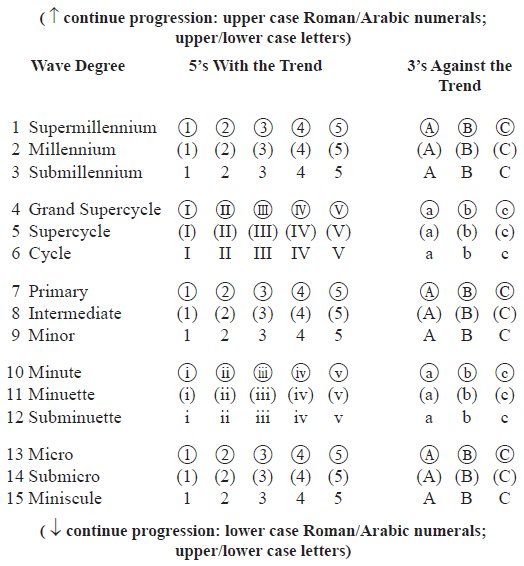 (↑ continue progression: upper case Roman/Arabic numerals;
upper/lower case letters)
Wave Degree 5’s With the Trend 3’s Against the
Trend
1 Supermillennium ① ② ③ ④ ⑤ Ⓐ Ⓑ Ⓒ
2 Millennium (1) (2) (3) (4) (5) (A) (B) (C)
3 Submillennium 1 2 3 4 5 A B C
4 Grand Supercycle Ⓘ II⃝ III⃝ IV⃝ Ⓥ ⓐ ⓑ ⓒ
5 Supercycle (I) (II) (III) (IV) (V) (a) (b) (c)
6 Cycle I II III IV V a b c
7 Primary ① ② ③ ④ ⑤ Ⓐ Ⓑ Ⓒ
8 Intermediate (1) (2) (3) (4) (5) (A) (B) (C)
9 Minor 1 2 3 4 5 A B C
10 Minute ⓘ ii⃝ iii⃝ iv⃝ ⓥ ⓐ ⓑ ⓒ
11 Minuette (i) (ii) (iii) (iv) (v) (a) (b) (c)
12 Subminuette i ii iii iv v a b c
13 Micro ① ② ③ ④ ⑤ Ⓐ Ⓑ Ⓒ
14 Submicro (1) (2) (3) (4) (5) (A) (B) (C)
15 Miniscule 1 2 3 4 5 A B C
(↓ continue progression: lower case Roman/Arabic numerals;
upper/lower case letters)